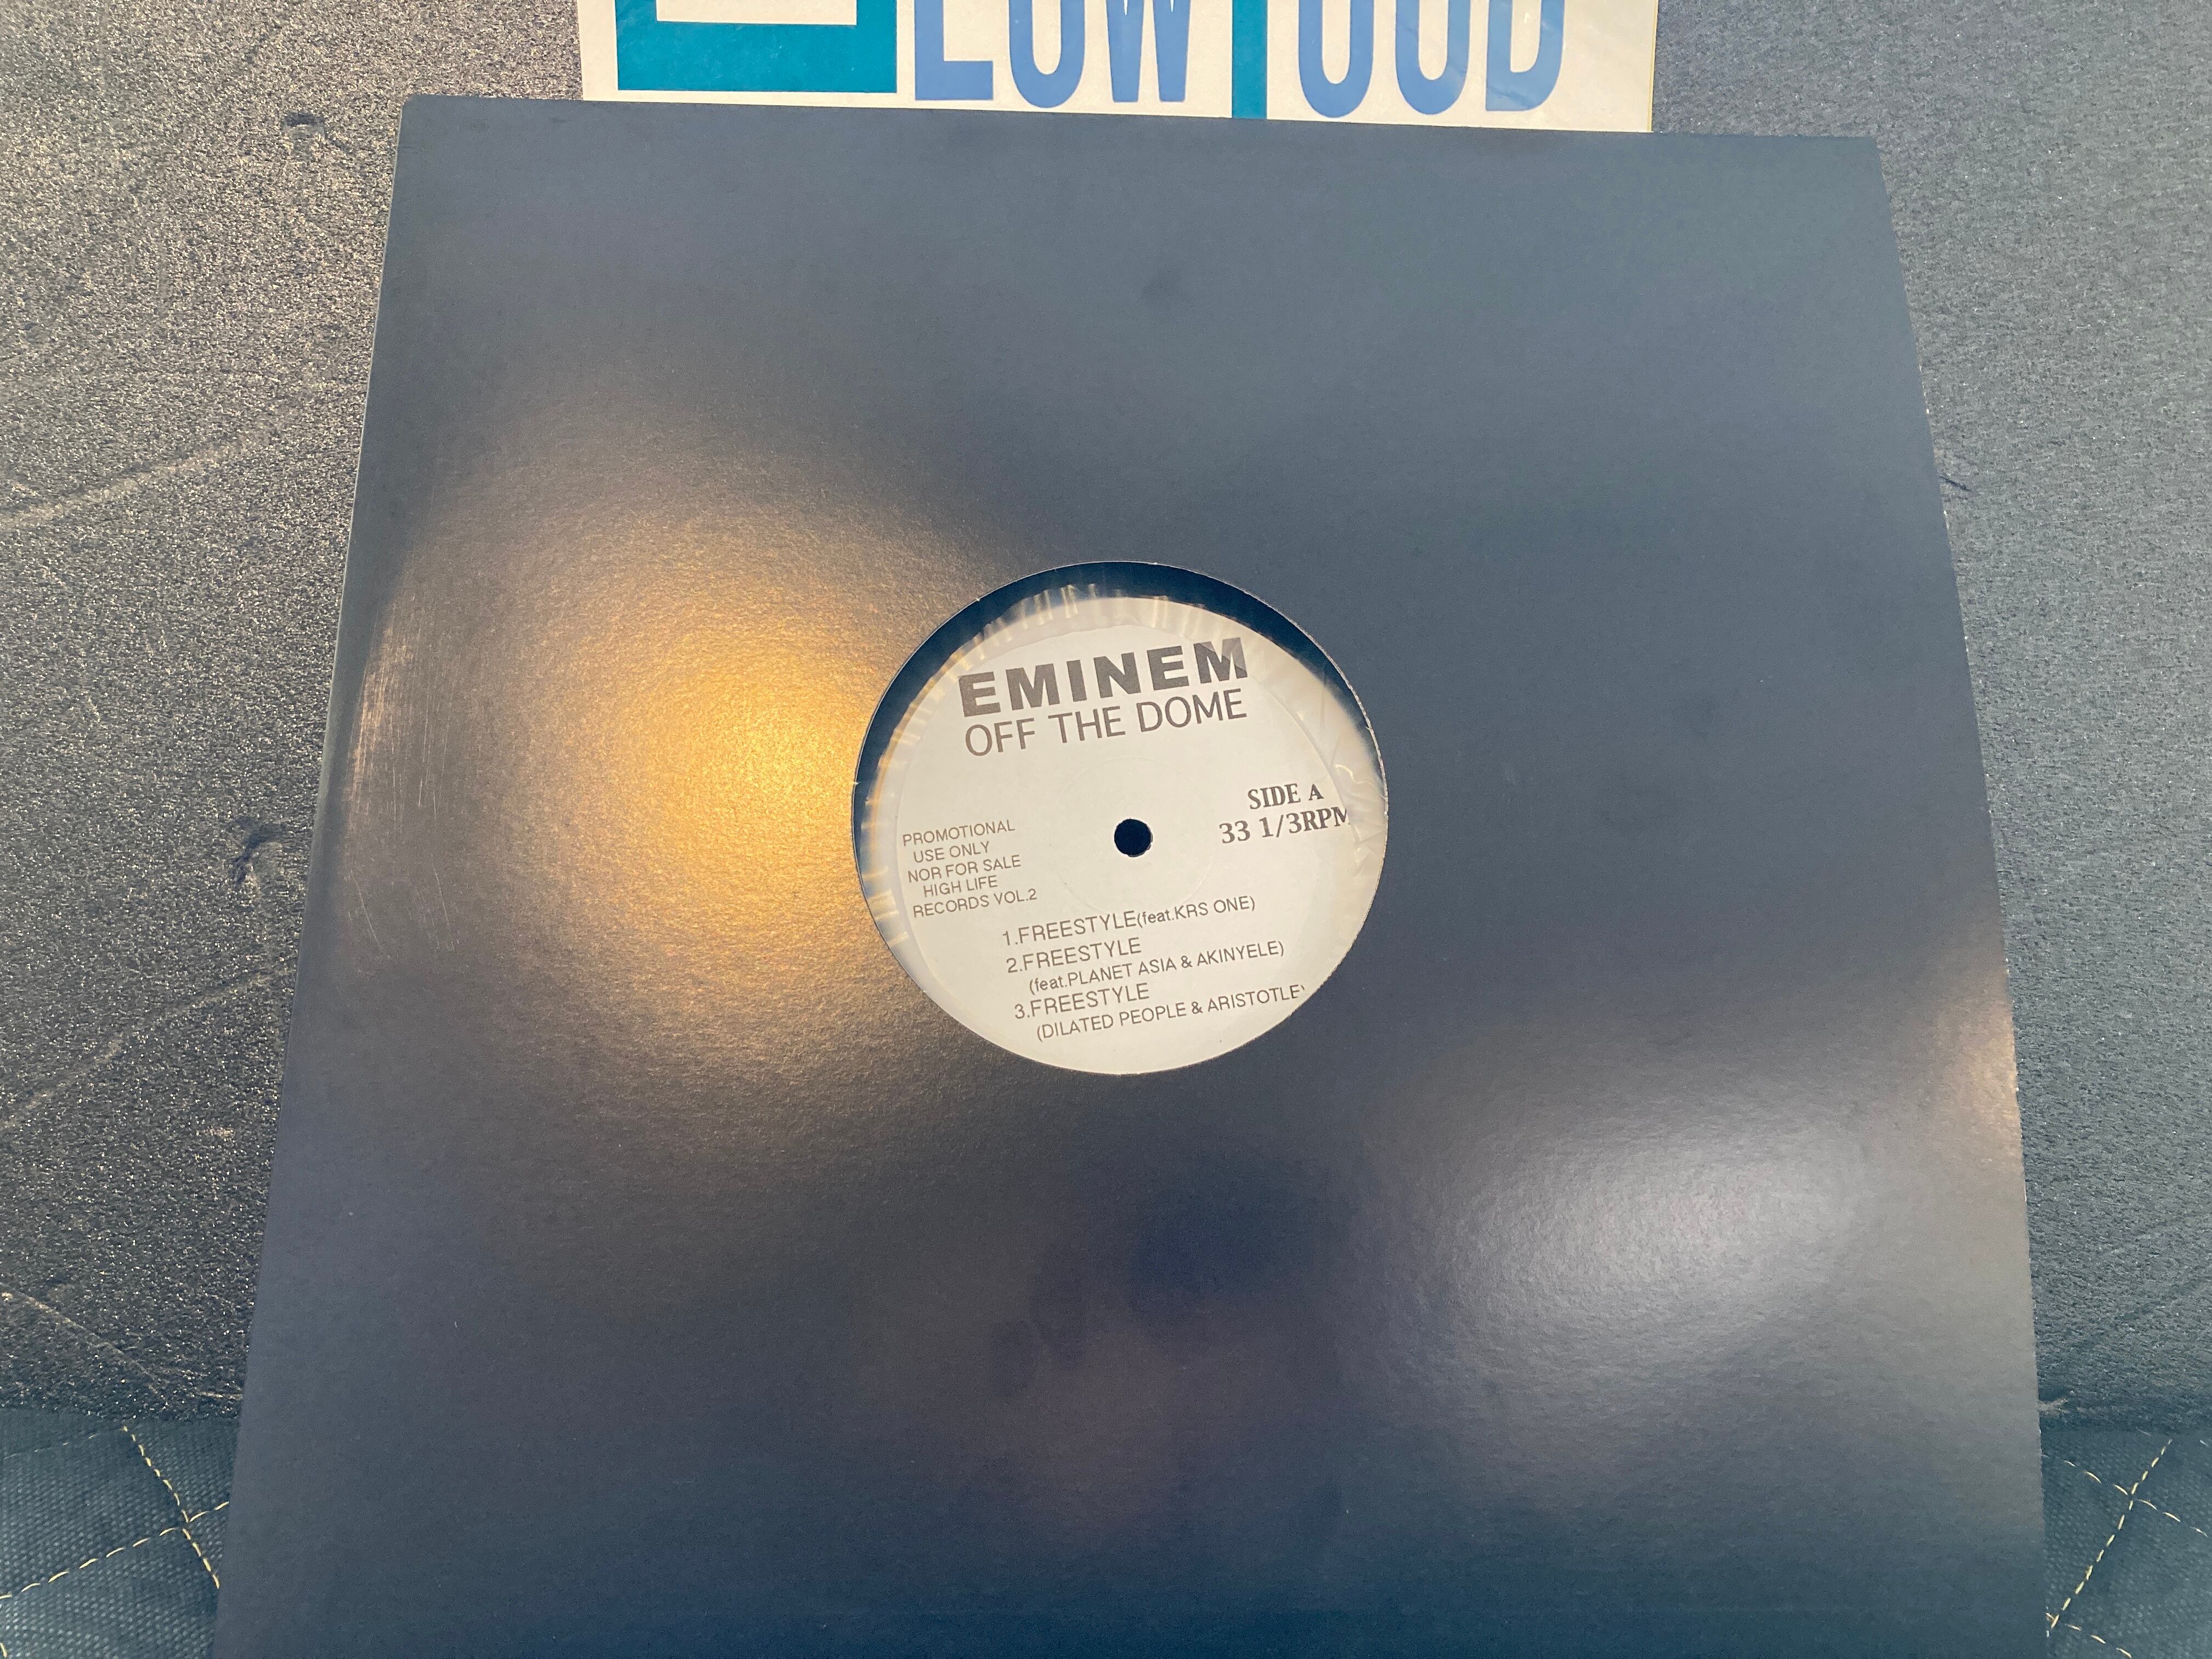 EMINEM
OFF THE DOME
SIDE A
33 1/3RPM
PROMOTIONAL
USE ONLY
NOR FOR SALE
HIGH LIFE
RECORDS VOL.2
1.FREESTYLE(feat.KRS ONE)
2.FREESTYLE
(feat.PLANET ASIA & AKINYELE)
3.FREESTYLE
(DILATED PEOPLE & ARISTOTLE)